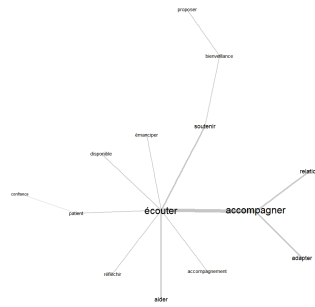 proposer
bienveillance
soutenir
émanciper
disponible
relatio
confiance
patient
écouter
accompagner
adapter
réfléchir
accompagnement
aider